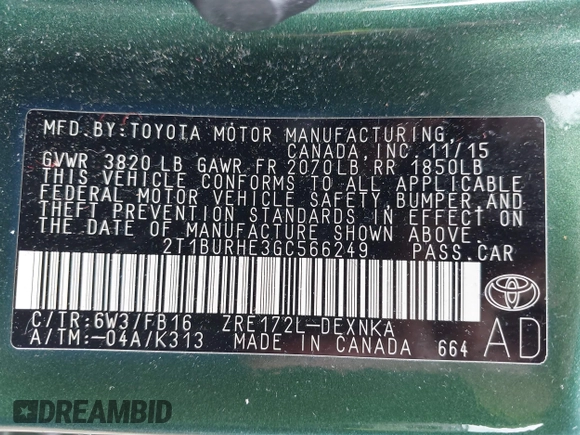 MFD.BY:TOYOTA MOTOR MANUFACTURING
CANADA,INC. 11/15
GVWR 3820 LB GAWR FR 2070LB RR 1850LB
THIS VEHICLE CONFORMS TO ALL APPLICABLE
FEDERAL MOTOR VEHICLE SAFETY, BUMPER, AND
THEFT PREVENTION STANDARDS IN EFFECT ON
THE DATE OF MANUFACTURE SHOWN ABOVE.
2T1BURHE3GC566249 PASS.CAR
C/TR:6W3/FB16 ZRE172L-DEXNKA
A/TM:-04A/K313 MADE IN CANADA 664
AD
DREAMBID